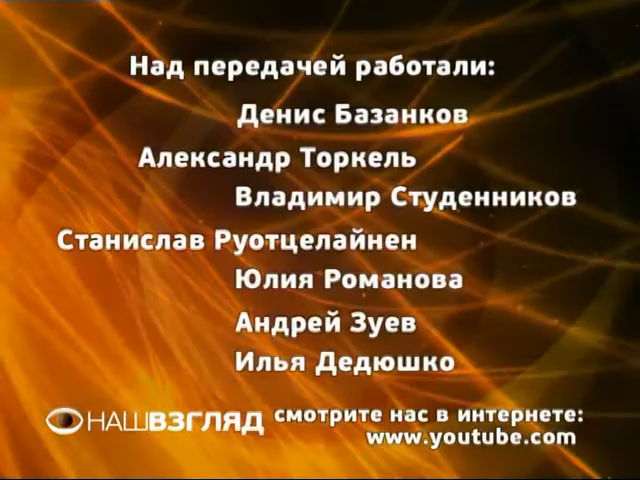 Над передачей работали:
Денис Базанков
Александр Торкель
Владимир Студенников
Станислав Руотцелайнен
Юлия Романова
Андрей Зуев
Илья Дедюшко
НАШВЗГЛЯД смотрите нас в интернете:
www.youtube.com